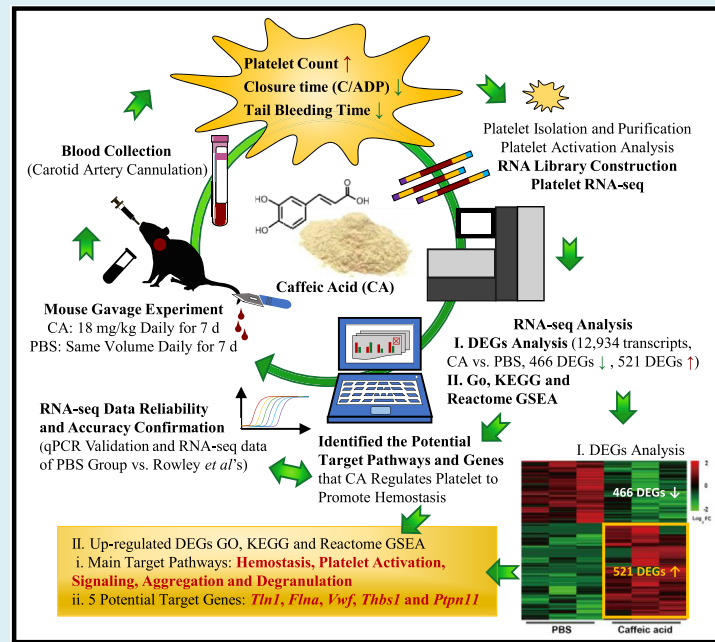 Platelet Count ↑
Closure time (C/ADP) ↓
Tail Bleeding Time ↓
Platelet Isolation and Purification
Platelet Activation Analysis
RNA Library Construction
Platelet RNA-seq
Blood Collection
(Carotid Artery Cannulation)
O
OH
HO
OH
Caffeic Acid (CA)
Mouse Gavage Experiment
CA: 18 mg/kg Daily for 7 d
PBS: Same Volume Daily for 7 d
RNA-seq Analysis
I. DEGs Analysis (12,934 transcripts,
CA vs. PBS, 466 DEGs ↓ , 521 DEGs ↑)
II. Go, KEGG and
Reactome GSEA
RNA-seq Data Reliability
and Accuracy Confirmation
(qPCR Validation and RNA-seq data
of PBS Group vs. Rowley et al's)
Identified the Potential
Target Pathways and Genes
that CA Regulates Platelet to
Promote Hemostasis
I. DEGs Analysis
466 DEGs ↓
521 DEGs ↑
2
0
-2
Log2FC
PBS
Caffeic acid
II. Up-regulated DEGs GO, KEGG and Reactome GSEA
i. Main Target Pathways: Hemostasis, Platelet Activation,
Signaling, Aggregation and Degranulation
ii. 5 Potential Target Genes: Tln1, Flna, Vwf, Thbs1 and Ptpn11